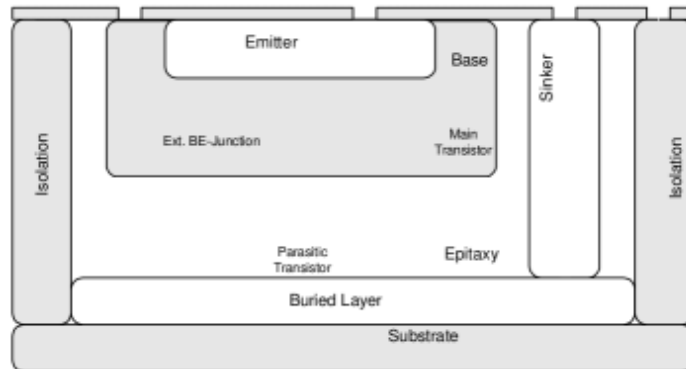 Emitter
Base
Sinker
Isolation
Isolation
Ext. BE-Junction
Main
Transistor
Parasitic
Transistor
Epitaxy
Buried Layer
Substrate